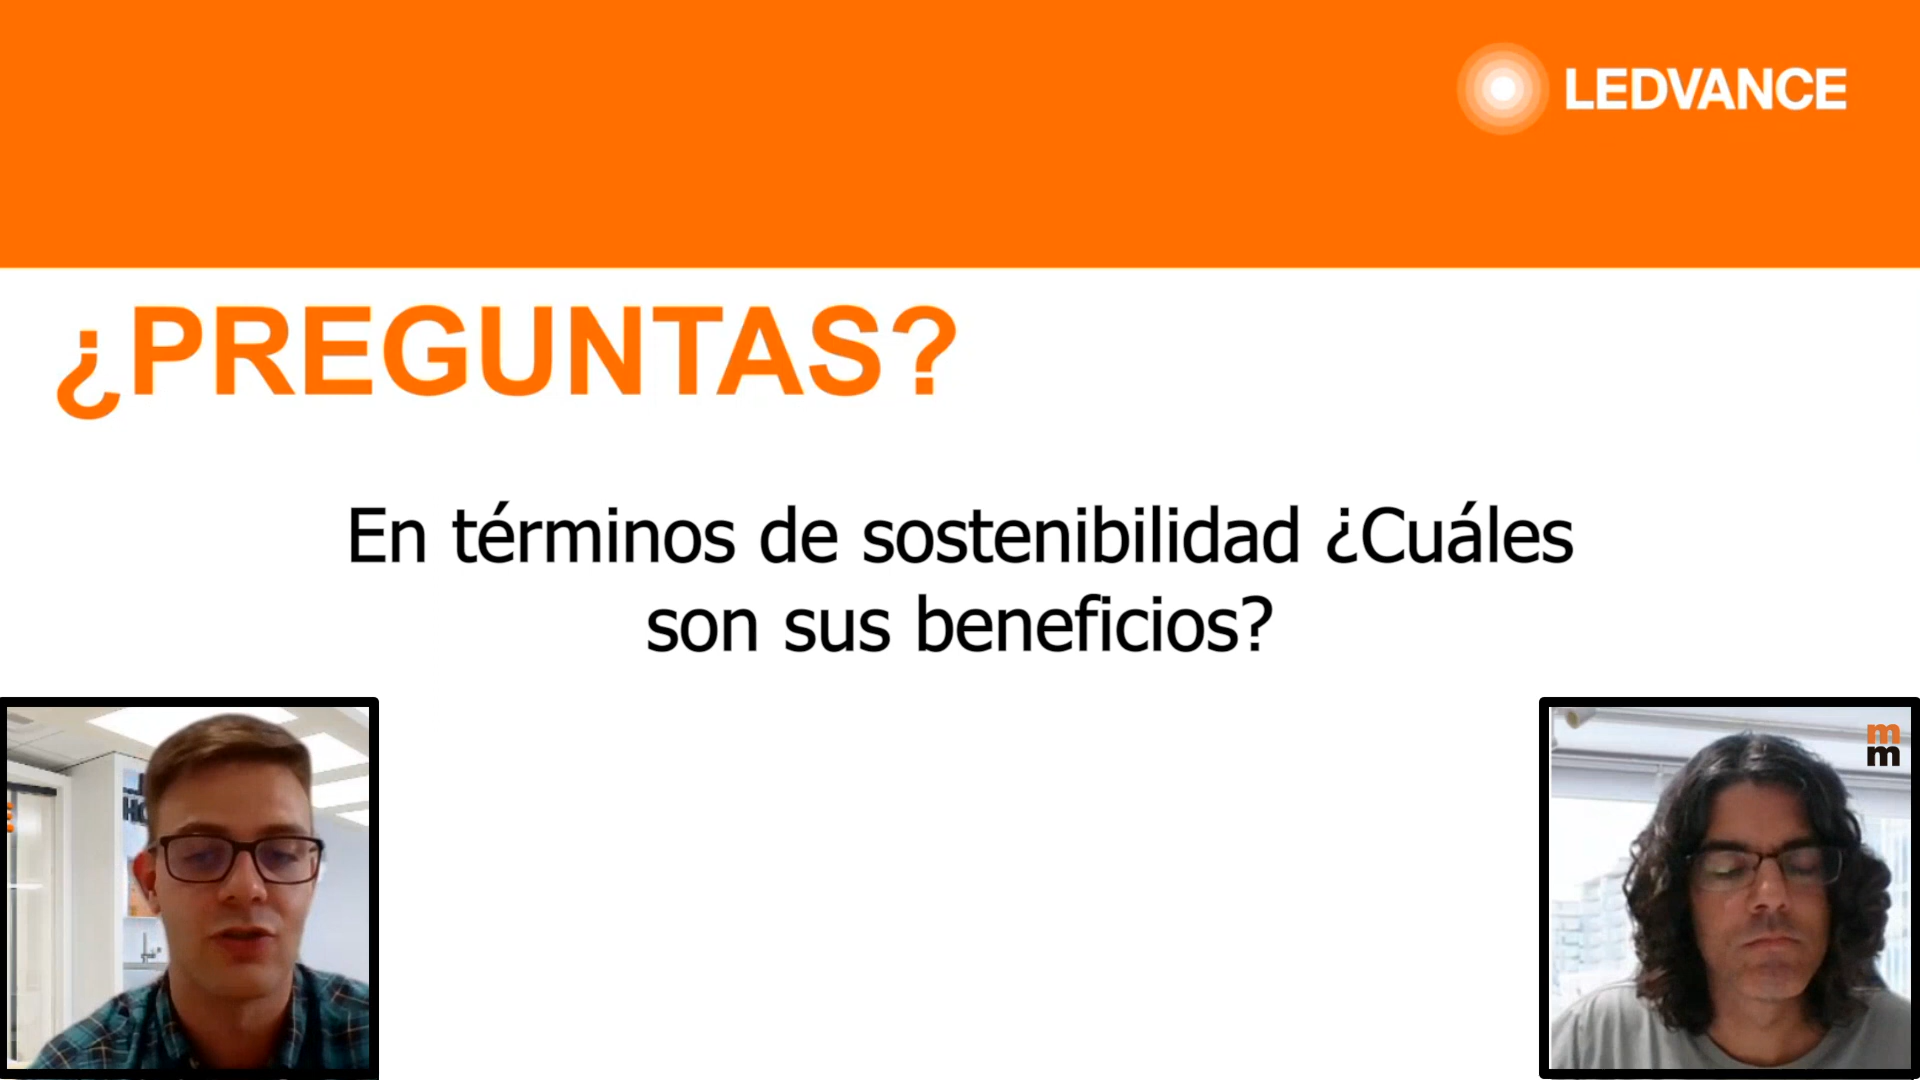 LEDVANCE
¿PREGUNTAS?
En términos de sostenibilidad ¿Cuáles
son sus beneficios?
m
m